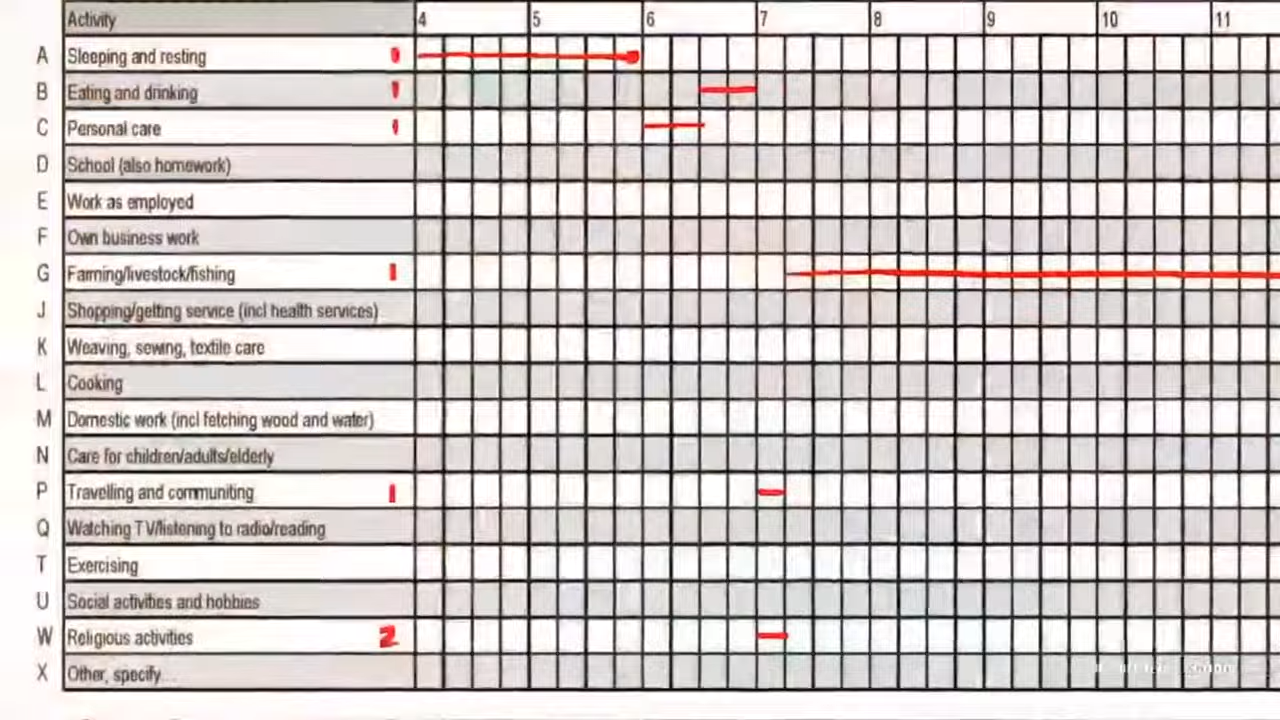 Activity 4 5 6 7 8 9 10 11
A Sleeping and resting
B Eating and drinking
C Personal care
D School (also homework)
E Work as employed
F Own business work
G Farming/livestock/fishing 1
J Shopping/getting service (incl health services)
K Weaving, sewing, textile care
L Cooking
M Domestic work (incl fetching wood and water)
N Care for children/adults/elderly
P Travelling and communiting 1
Q Watching TV/listening to radio/reading
T Exercising
U Social activities and hobbies
W Religious activities 2
X Other, specify...